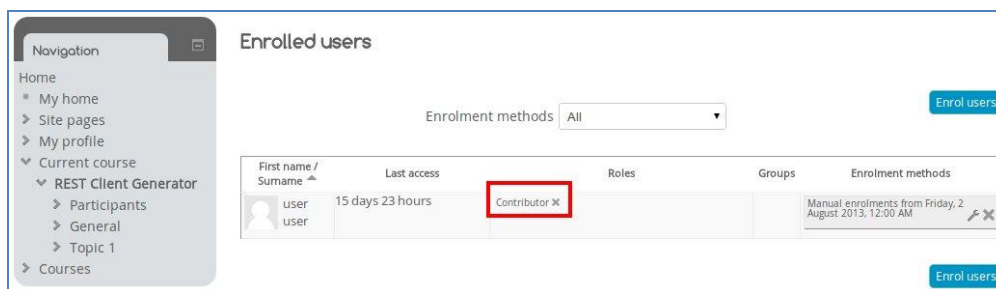 Navigation
Home
My home
Site pages
My profile
Current course
REST Client Generator
Participants
General
Topic 1
Courses
Enrolled users
Enrol users
Enrolment methods All
First name /
Surname
Last access
Roles
Groups
Enrolment methods
user
user
15 days 23 hours
Contributor
Manual enrolments from Friday, 2
August 2013, 12:00 AM
Enrol users